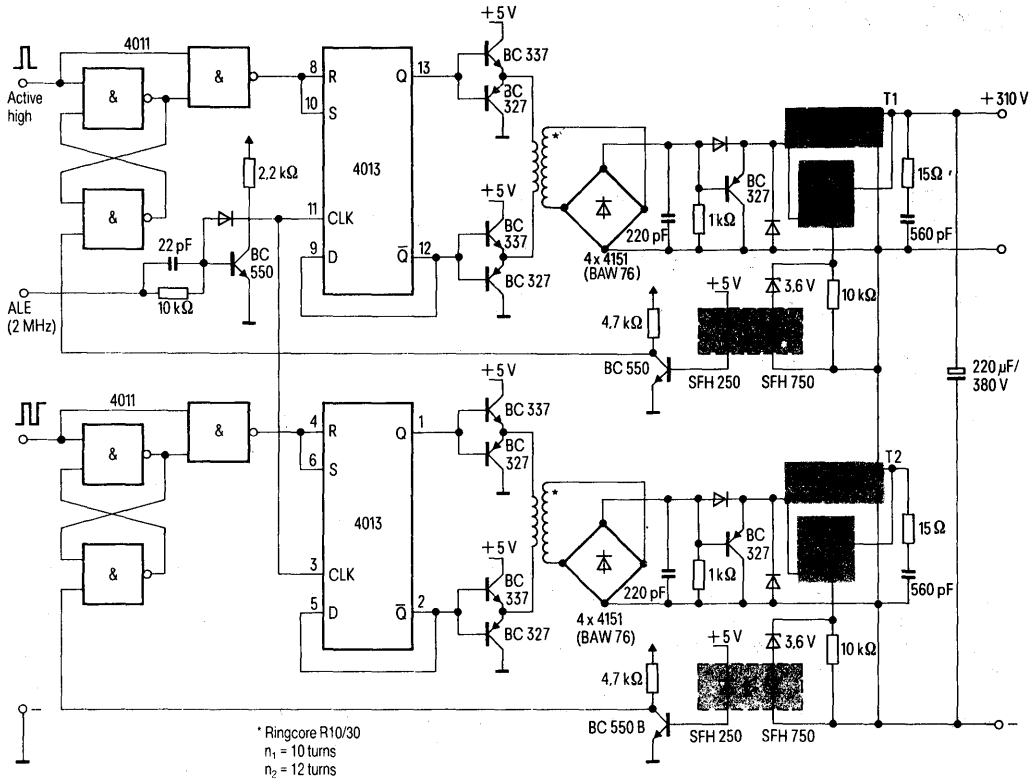 +5 V
4011
&
&
&
Active
high
ALE
(2 MHz)
22 pF
10 kΩ
2,2 kΩ
BC
550
8 R
10 S
4013
11 CLK
9 D
Q 13
Q̅ 12
BC 337
BC
327
+5 V
BC
337
BC 327
*
4 x 4151
(BAW 76)
220 pF
1 kΩ
BC
327
T1
+310 V
15Ω
560 pF
+5 V
3,6 V
10 kΩ
4,7 kΩ
BC 550
SFH 250
SFH 750
220 µF/
380 V
+5 V
4011
&
&
&
4 R
6 S
4013
3 CLK
5 D
Q 1
Q̅ 2
BC 337
BC
327
+5 V
BC
337
BC 327
*
4 x 4151
(BAW 76)
220 pF
1 kΩ
BC
327
T2
15 Ω
560 pF
+5 V
3,6 V
10 kΩ
4,7 kΩ
BC 550 B
SFH 250
SFH 750
* Ringcore R10/30
n₁ = 10 turns
n₂ = 12 turns